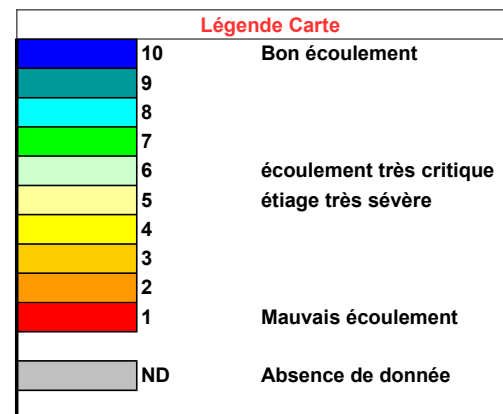 Légende Carte
10 Bon écoulement
9
8
7
6 écoulement très critique
5 étiage très sévère
4
3
2
1 Mauvais écoulement
ND Absence de donnée